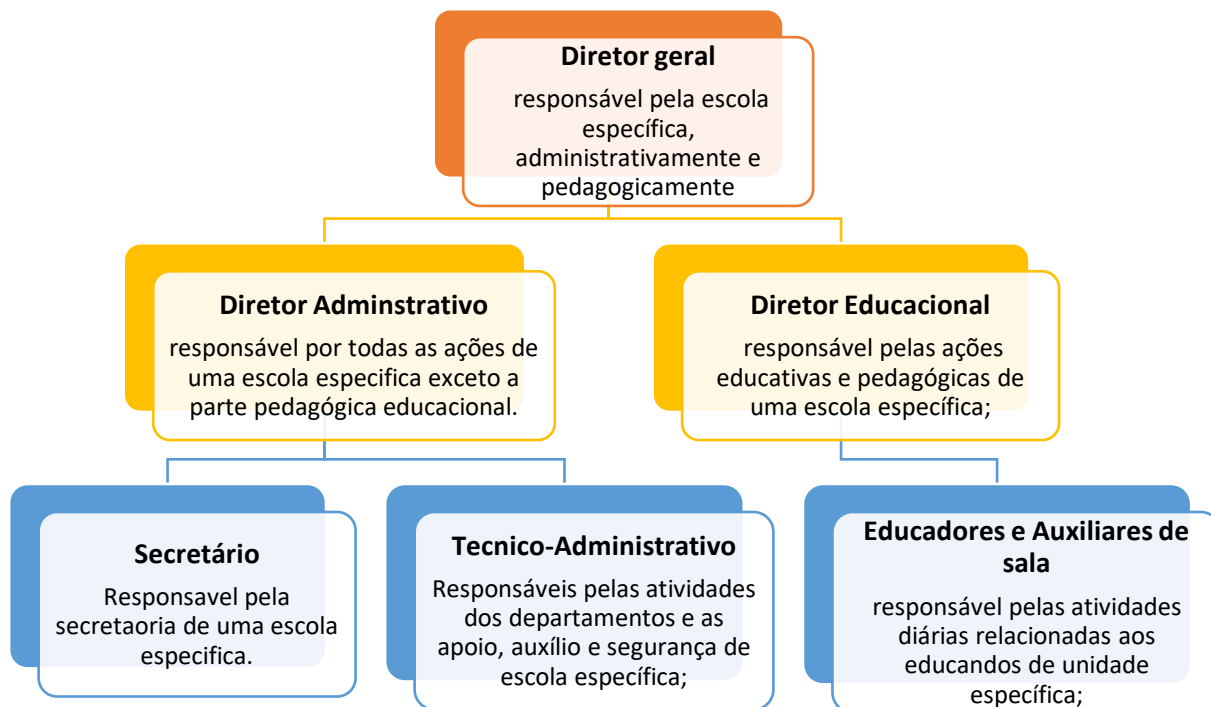 Diretor geral
responsável pela escola
específica,
administrativamente e
pedagogicamente
Diretor Adminstrativo
responsável por todas as ações de
uma escola especifica exceto a
parte pedagógica educacional.
Diretor Educacional
responsável pelas ações
educativas e pedagógicas de
uma escola específica;
Secretário
Responsavel pela
secretaoria de uma escola
especifica.
Tecnico-Administrativo
Responsáveis pelas atividades
dos departamentos e as
apoio, auxílio e segurança de
escola específica;
Educadores e Auxiliares de
sala
responsável pelas atividades
diárias relacionadas aos
educandos de unidade
específica;